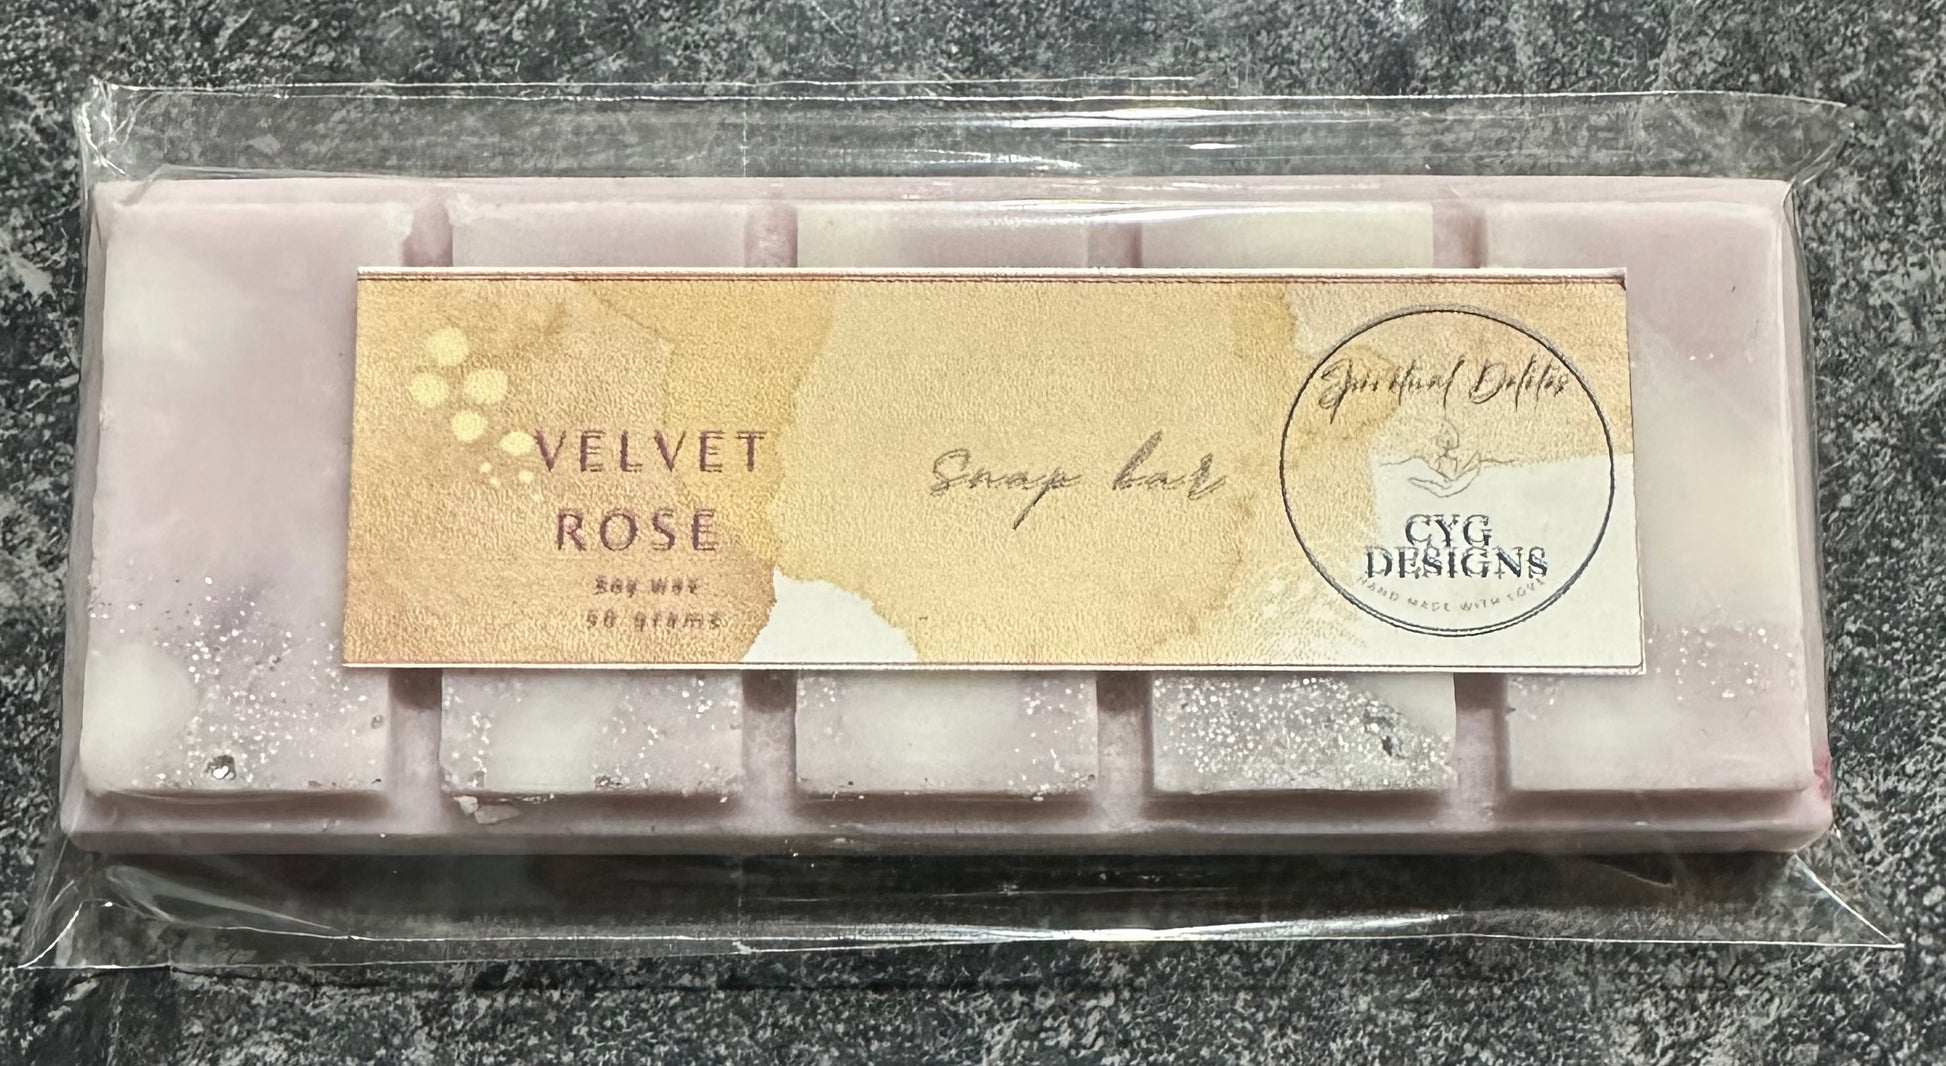 VELVET
ROSE
Soy wax
50 grams
Snap bar
Spiritual Delites
CYG
DESIGNS
HAND MADE WITH LOVE